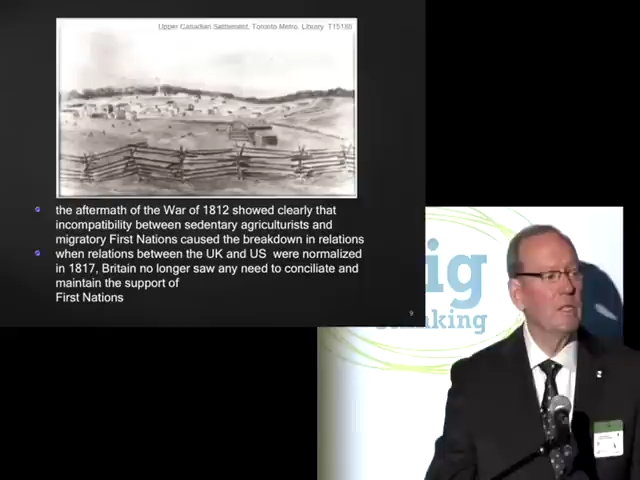 Upper Canadian Settlement, Toronto Metro. Library T15186
the aftermath of the War of 1812 showed clearly that
incompatibility between sedentary agriculturists and
migratory First Nations caused the breakdown in relations
when relations between the UK and US were normalized
in 1817, Britain no longer saw any need to conciliate and
maintain the support of
First Nations
9
ig
thinking